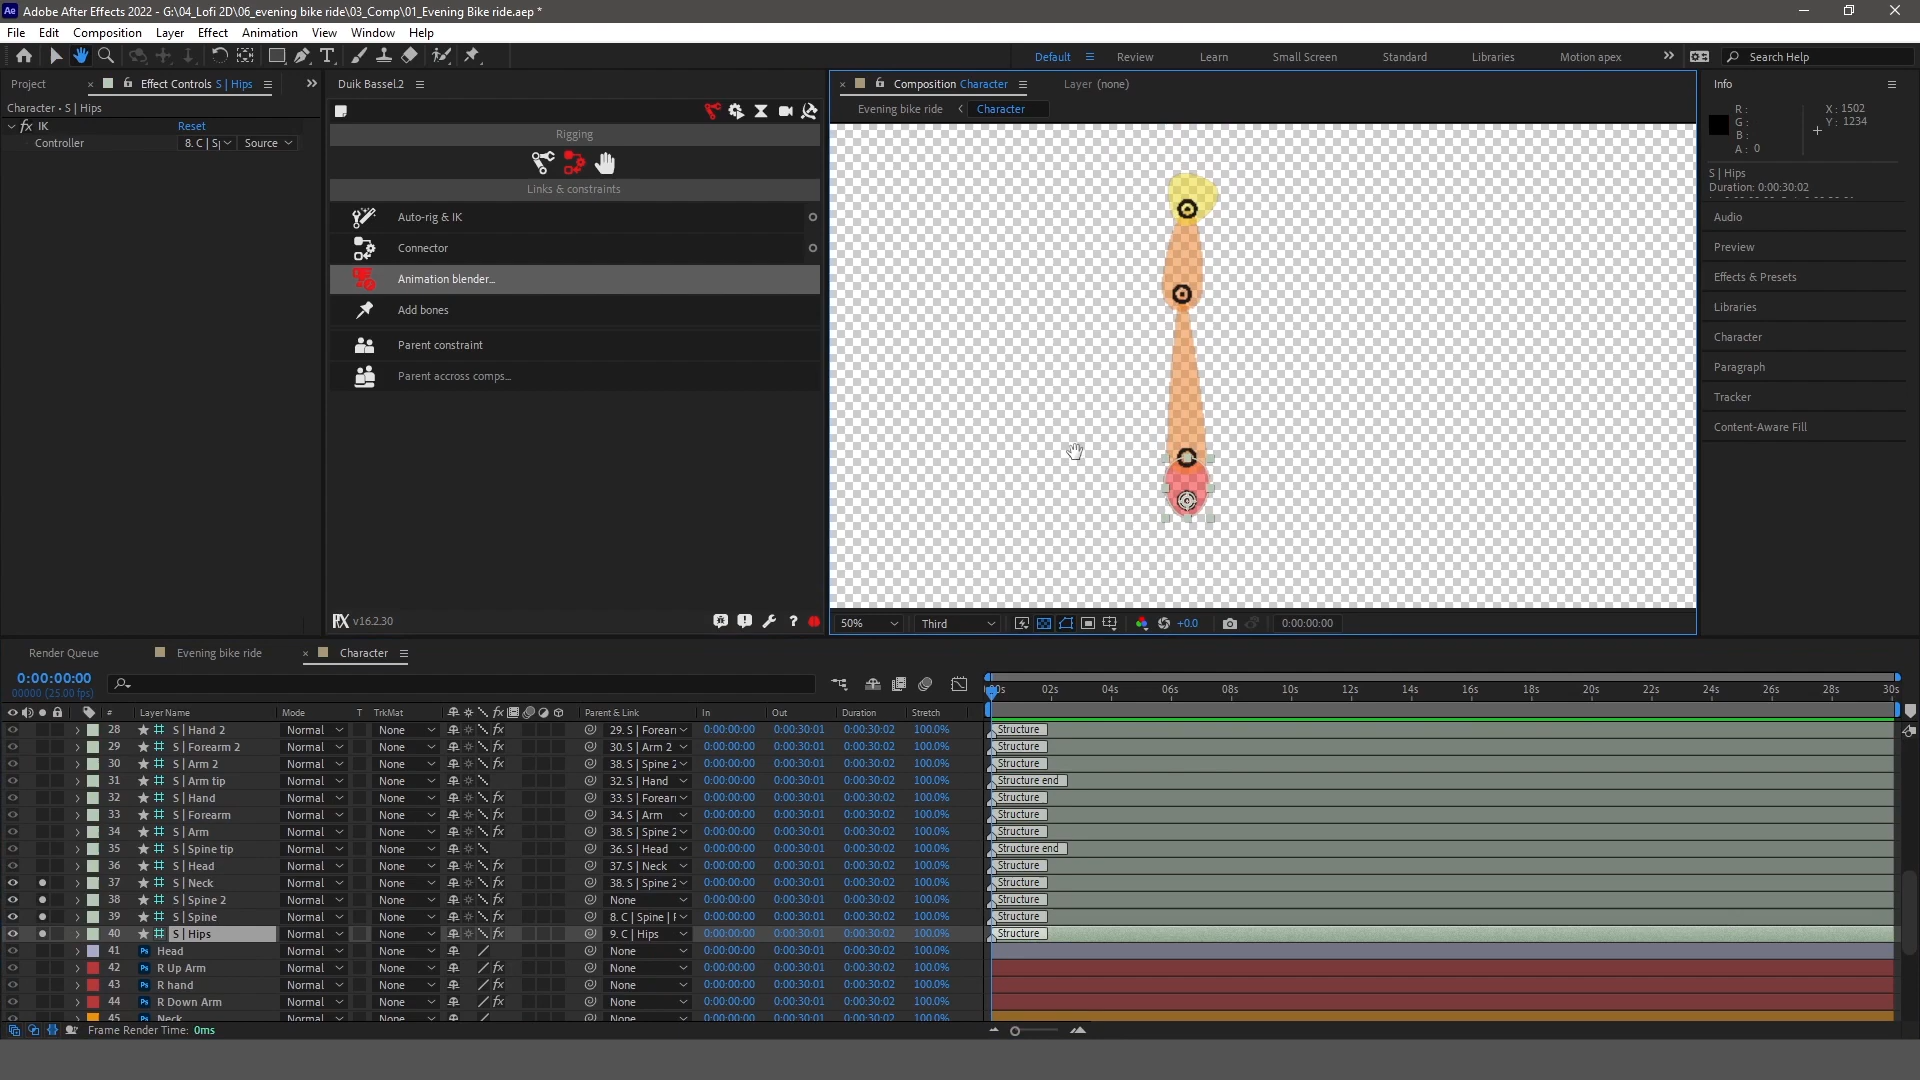 Adobe After Effects 2022 - G:\04_Lofi 2D\06_evening bike ride\03_Comp\01_Evening Bike ride.aep *
File Edit Composition Layer Effect Animation View Window Help
Default Review Learn Small Screen Standard Libraries Motion apex Search Help
Project Effect Controls S | Hips
Character • S | Hips
IK Reset
Controller 8. C | S Source
Duik Bassel.2
Rigging
Links & constraints
Auto-rig & IK
Connector
Animation blender...
Add bones
Parent constraint
Parent accross comps...
v16.2.30
Composition Character Layer (none)
Evening bike ride Character
50% Third +0.0 0:00:00:00
Info
R : X : 1502
G : Y : 1234
B :
A : 0
S | Hips
Duration: 0:00:30:02
Audio
Preview
Effects & Presets
Libraries
Character
Paragraph
Tracker
Content-Aware Fill
Render Queue Evening bike ride Character
0:00:00:00
00000 (25.00 fps)
:00s 02s 04s 06s 08s 10s 12s 14s 16s 18s 20s 22s 24s 26s 28s 30s
# Layer Name Mode T TrkMat Parent & Link In Out Duration Stretch
28 S | Hand 2 Normal None 29. S | Forearr 0:00:00:00 0:00:30:01 0:00:30:02 100.0% Structure
29 S | Forearm 2 Normal None 30. S | Arm 2 0:00:00:00 0:00:30:01 0:00:30:02 100.0% Structure
30 S | Arm 2 Normal None 38. S | Spine 2 0:00:00:00 0:00:30:01 0:00:30:02 100.0% Structure
31 S | Arm tip Normal None 32. S | Hand 0:00:00:00 0:00:30:01 0:00:30:02 100.0% Structure end
32 S | Hand Normal None 33. S | Forearr 0:00:00:00 0:00:30:01 0:00:30:02 100.0% Structure
33 S | Forearm Normal None 34. S | Arm 0:00:00:00 0:00:30:01 0:00:30:02 100.0% Structure
34 S | Arm Normal None 38. S | Spine 2 0:00:00:00 0:00:30:01 0:00:30:02 100.0% Structure
35 S | Spine tip Normal None 36. S | Head 0:00:00:00 0:00:30:01 0:00:30:02 100.0% Structure end
36 S | Head Normal None 37. S | Neck 0:00:00:00 0:00:30:01 0:00:30:02 100.0% Structure
37 S | Neck Normal None 38. S | Spine 2 0:00:00:00 0:00:30:01 0:00:30:02 100.0% Structure
38 S | Spine 2 Normal None None 0:00:00:00 0:00:30:01 0:00:30:02 100.0% Structure
39 S | Spine Normal None 8. C | Spine | 0:00:00:00 0:00:30:01 0:00:30:02 100.0% Structure
40 S | Hips Normal None 9. C | Hips 0:00:00:00 0:00:30:01 0:00:30:02 100.0% Structure
41 Head Normal None None 0:00:00:00 0:00:30:01 0:00:30:02 100.0%
42 R Up Arm Normal None None 0:00:00:00 0:00:30:01 0:00:30:02 100.0%
43 R hand Normal None None 0:00:00:00 0:00:30:01 0:00:30:02 100.0%
44 R Down Arm Normal None None 0:00:00:00 0:00:30:01 0:00:30:02 100.0%
45 Neck Normal None None 0:00:00:00 0:00:30:01 0:00:30:02 100.0%
Frame Render Time: 0ms